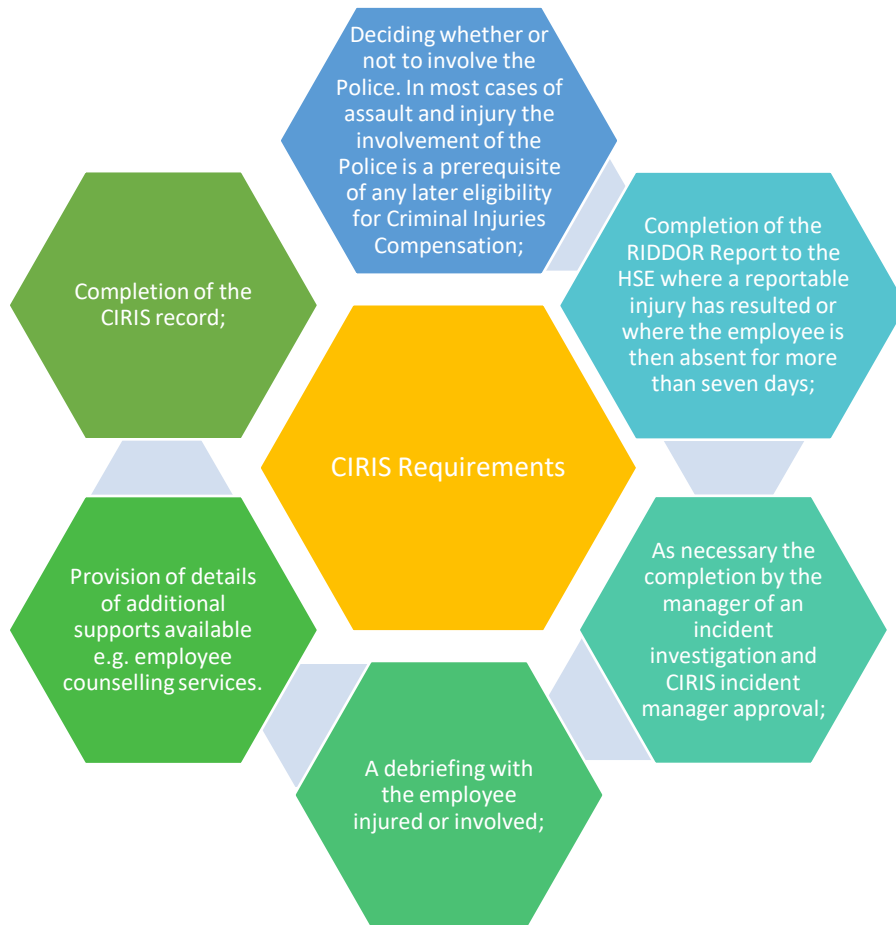 Deciding whether or
not to involve the
Police. In most cases of
assault and injury the
involvement of the
Police is a prerequisite
of any later eligibility
for Criminal Injuries
Compensation;
Completion of the
RIDDOR Report to the
HSE where a reportable
injury has resulted or
where the employee is
then absent for more
than seven days;
As necessary the
completion by the
manager of an
incident
investigation and
CIRIS incident
manager approval;
A debriefing with
the employee
injured or involved;
Provision of details
of additional
supports available
e.g. employee
counselling services.
Completion of the
CIRIS record;
CIRIS Requirements